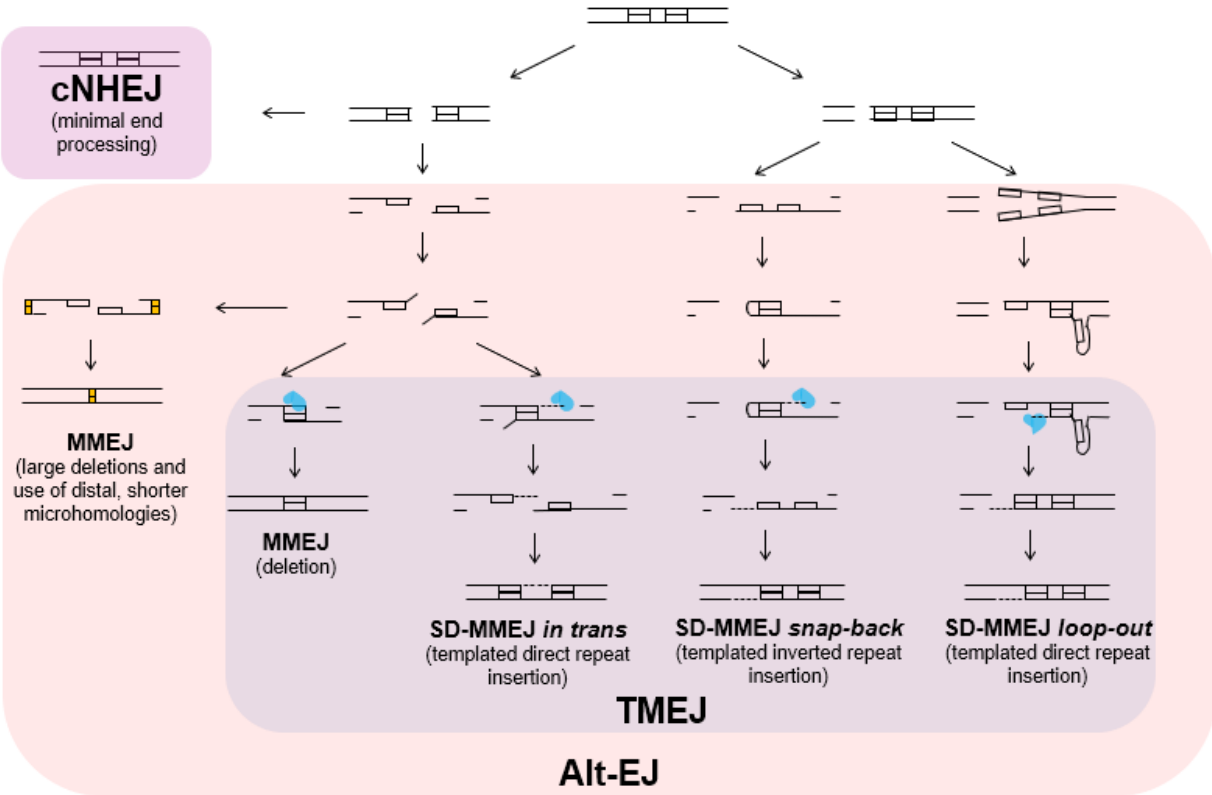 cNHEJ
(minimal end
processing)
MMEJ
(large deletions and
use of distal, shorter
microhomologies)
MMEJ
(deletion)
SD-MMEJ in trans
(templated direct repeat
insertion)
SD-MMEJ snap-back
(templated inverted repeat
insertion)
SD-MMEJ loop-out
(templated direct repeat
insertion)
TMEJ
Alt-EJ